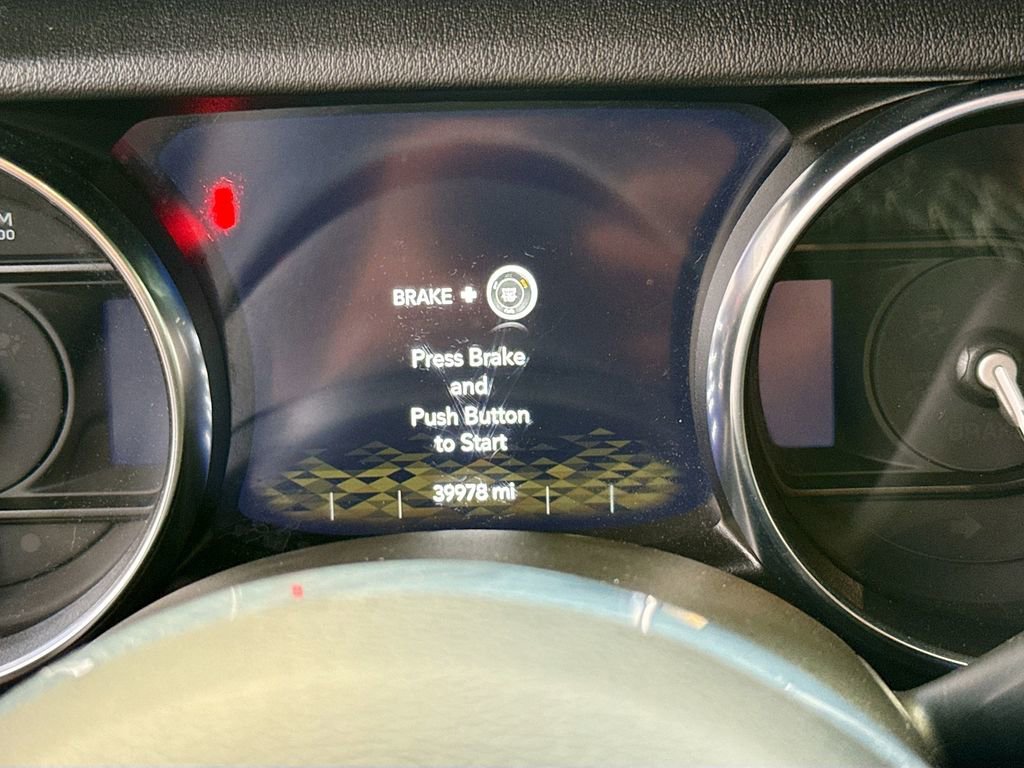 BRAKE +
Press Brake
and
Push Button
to Start
39978 mi